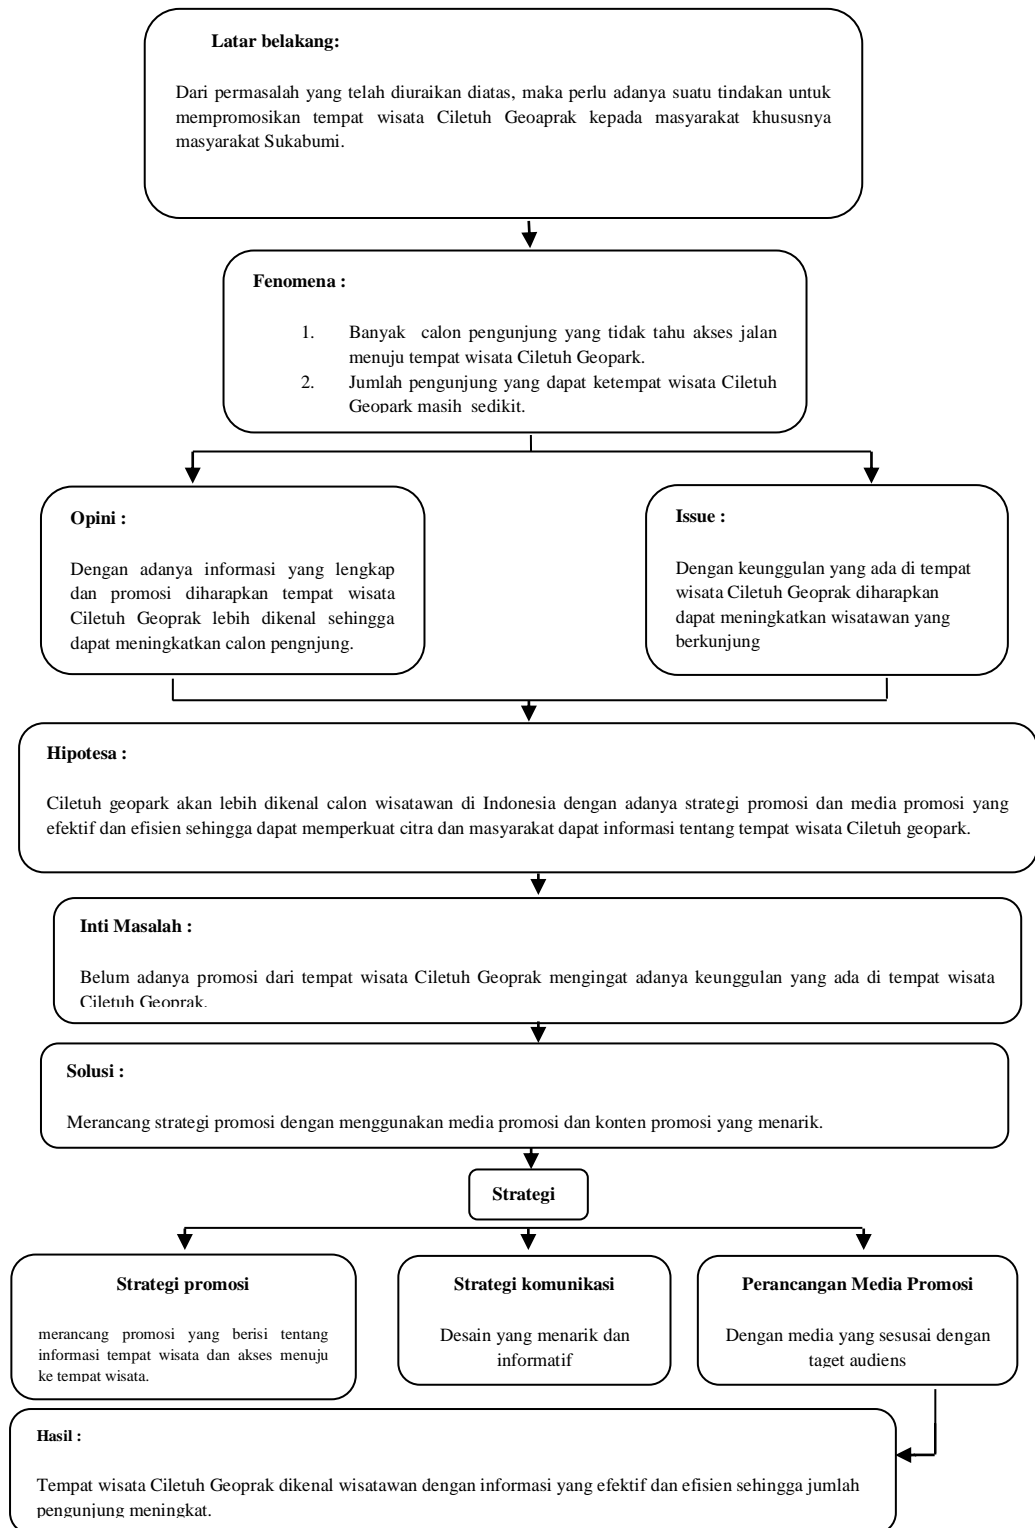 Latar belakang:
Dari permasalah yang telah diuraikan diatas, maka perlu adanya suatu tindakan untuk
mempromosikan tempat wisata Ciletuh Geoaprak kepada masyarakat khususnya
masyarakat Sukabumi.
Fenomena :
1. Banyak calon pengunjung yang tidak tahu akses jalan
menuju tempat wisata Ciletuh Geopark.
2. Jumlah pengunjung yang dapat ketempat wisata Ciletuh
Geopark masih sedikit.
Opini :
Dengan adanya informasi yang lengkap
dan promosi diharapkan tempat wisata
Ciletuh Geoprak lebih dikenal sehingga
dapat meningkatkan calon pengnjung.
Issue :
Dengan keunggulan yang ada di tempat
wisata Ciletuh Geoprak diharapkan
dapat meningkatkan wisatawan yang
berkunjung
Hipotesa :
Ciletuh geopark akan lebih dikenal calon wisatawan di Indonesia dengan adanya strategi promosi dan media promosi yang
efektif dan efisien sehingga dapat memperkuat citra dan masyarakat dapat informasi tentang tempat wisata Ciletuh geopark.
Inti Masalah :
Belum adanya promosi dari tempat wisata Ciletuh Geoprak mengingat adanya keunggulan yang ada di tempat wisata
Ciletuh Geoprak.
Solusi :
Merancang strategi promosi dengan menggunakan media promosi dan konten promosi yang menarik.
Strategi
Strategi promosi
merancang promosi yang berisi tentang
informasi tempat wisata dan akses menuju
ke tempat wisata.
Strategi komunikasi
Desain yang menarik dan
informatif
Perancangan Media Promosi
Dengan media yang sesusai dengan
taget audiens
Hasil :
Tempat wisata Ciletuh Geoprak dikenal wisatawan dengan informasi yang efektif dan efisien sehingga jumlah
pengunjung meningkat.